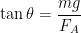 tan θ = mg / F_A